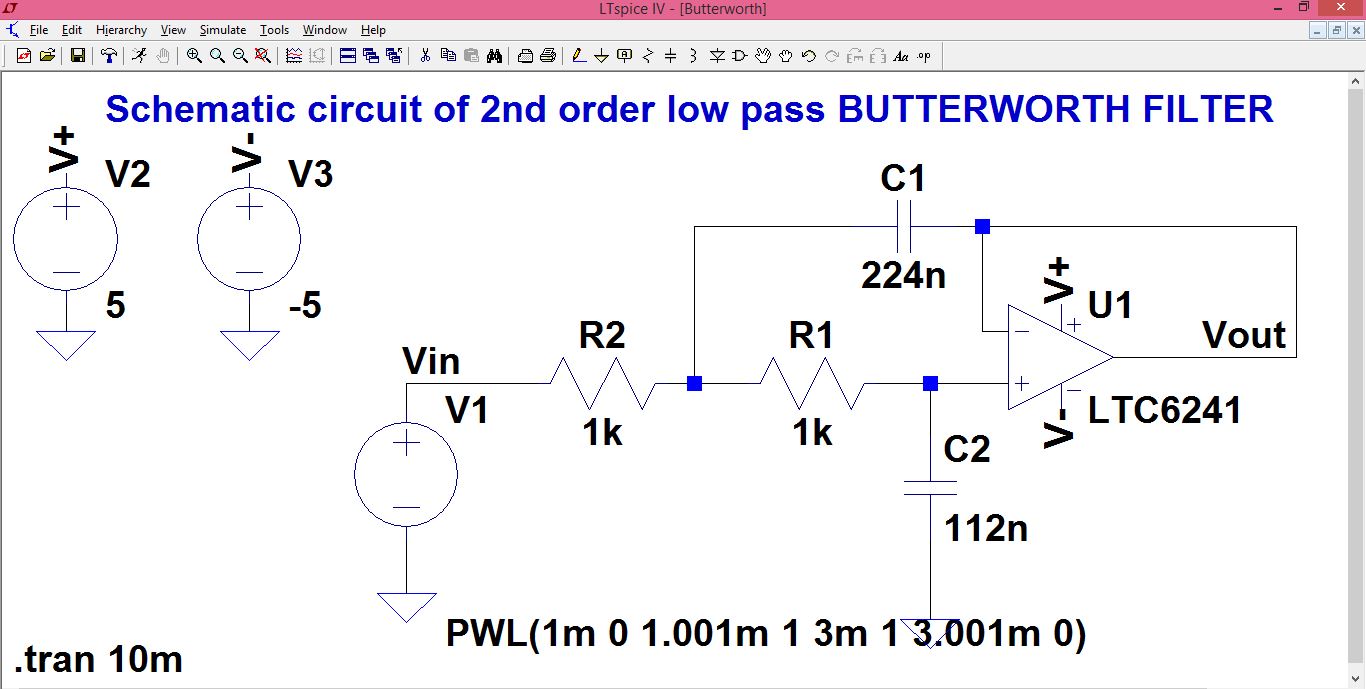 LTspice IV - [Butterworth]
File Edit Hierarchy View Simulate Tools Window Help
Aa .op
Schematic circuit of 2nd order low pass BUTTERWORTH FILTER
V+ V2
V- V3
5
-5
C1
224n
V+ U1
R2
R1
Vout
Vin
V1
1k
1k
V- LTC6241
C2
112n
PWL(1m 0 1.001m 1 3m 1 3.001m 0)
.tran 10m